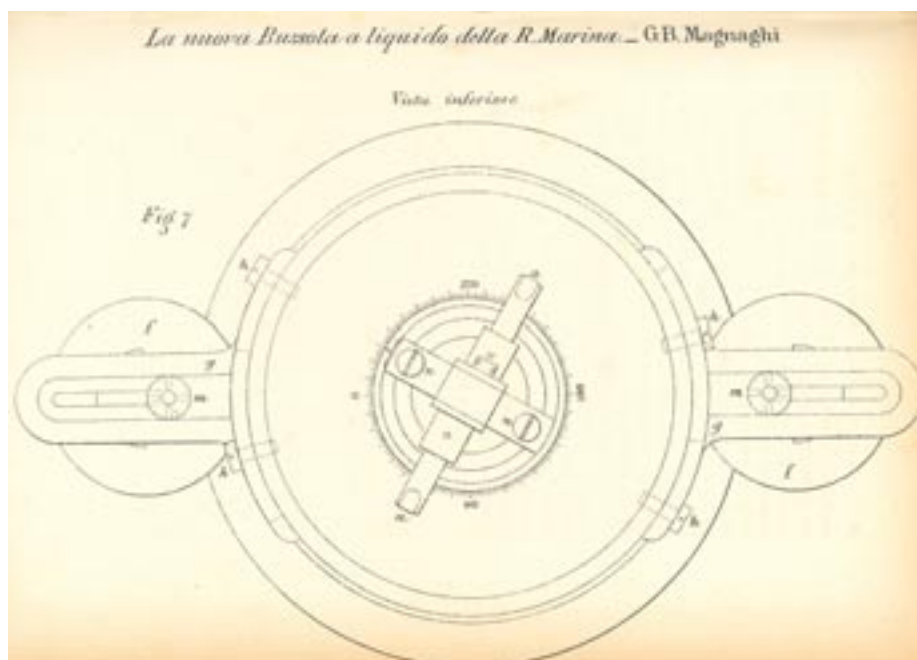 La nuova Bussola a liquido della R. Marina _ G.B. Magnaghi
Vista inferiore
Fig. 7
h
h
l
g
m
m
g
l
h
h